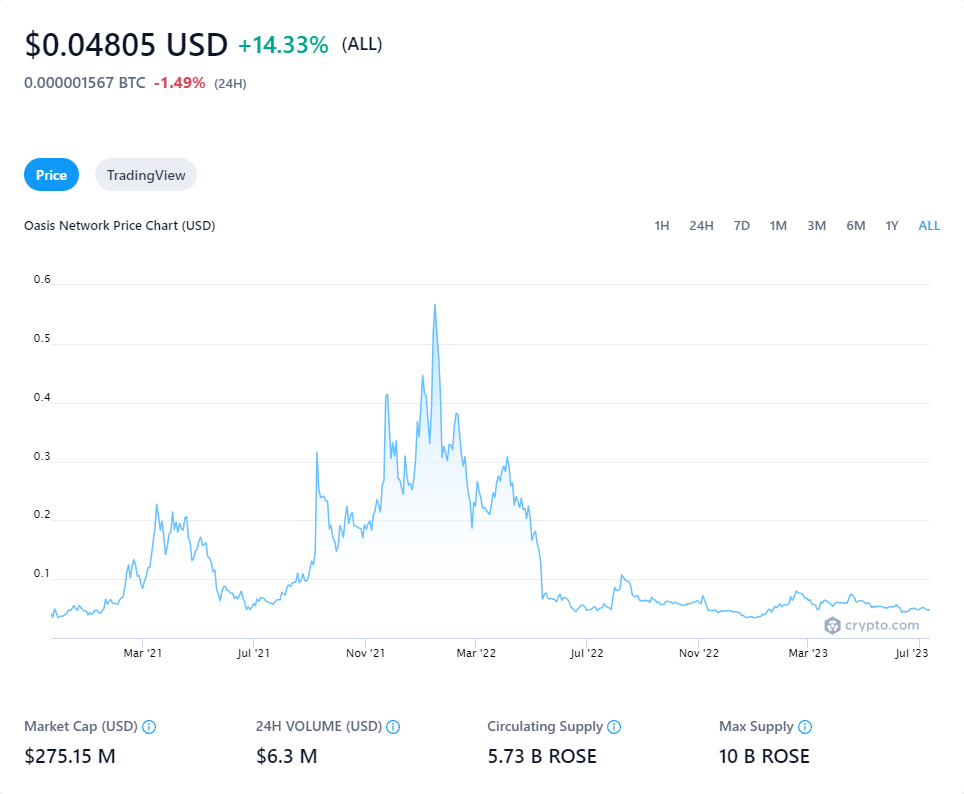 $0.04805 USD +14.33% (ALL)
0.000001567 BTC -1.49% (24H)
Price TradingView
Oasis Network Price Chart (USD) 1H 24H 7D 1M 3M 6M 1Y ALL
0.6
0.5
0.4
0.3
0.2
0.1
crypto.com
Mar '21 Jul '21 Nov '21 Mar '22 Jul '22 Nov '22 Mar '23 Jul '23
Market Cap (USD) 24H VOLUME (USD) Circulating Supply Max Supply
$275.15 M $6.3 M 5.73 B ROSE 10 B ROSE